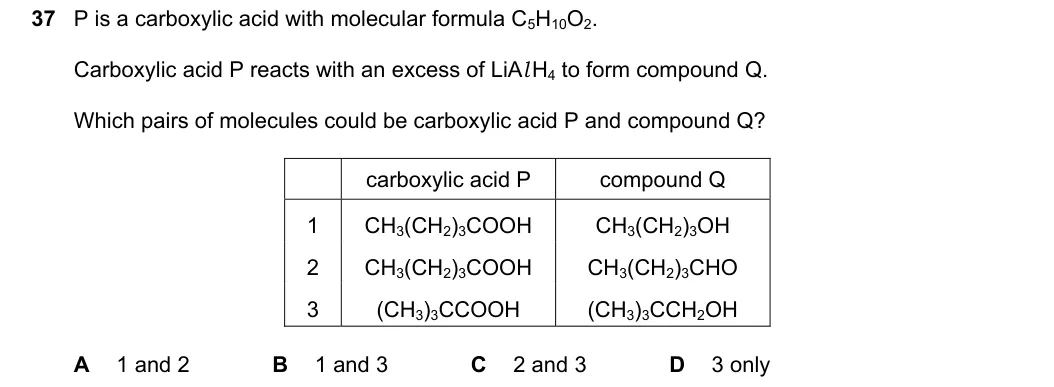 37 P is a carboxylic acid with molecular formula C₅H₁₀O₂.
Carboxylic acid P reacts with an excess of LiAlH₄ to form compound Q.
Which pairs of molecules could be carboxylic acid P and compound Q?
carboxylic acid P compound Q
1 CH₃(CH₂)₃COOH CH₃(CH₂)₃OH
2 CH₃(CH₂)₃COOH CH₃(CH₂)₃CHO
3 (CH₃)₃CCOOH (CH₃)₃CCH₂OH
A 1 and 2 B 1 and 3 C 2 and 3 D 3 only